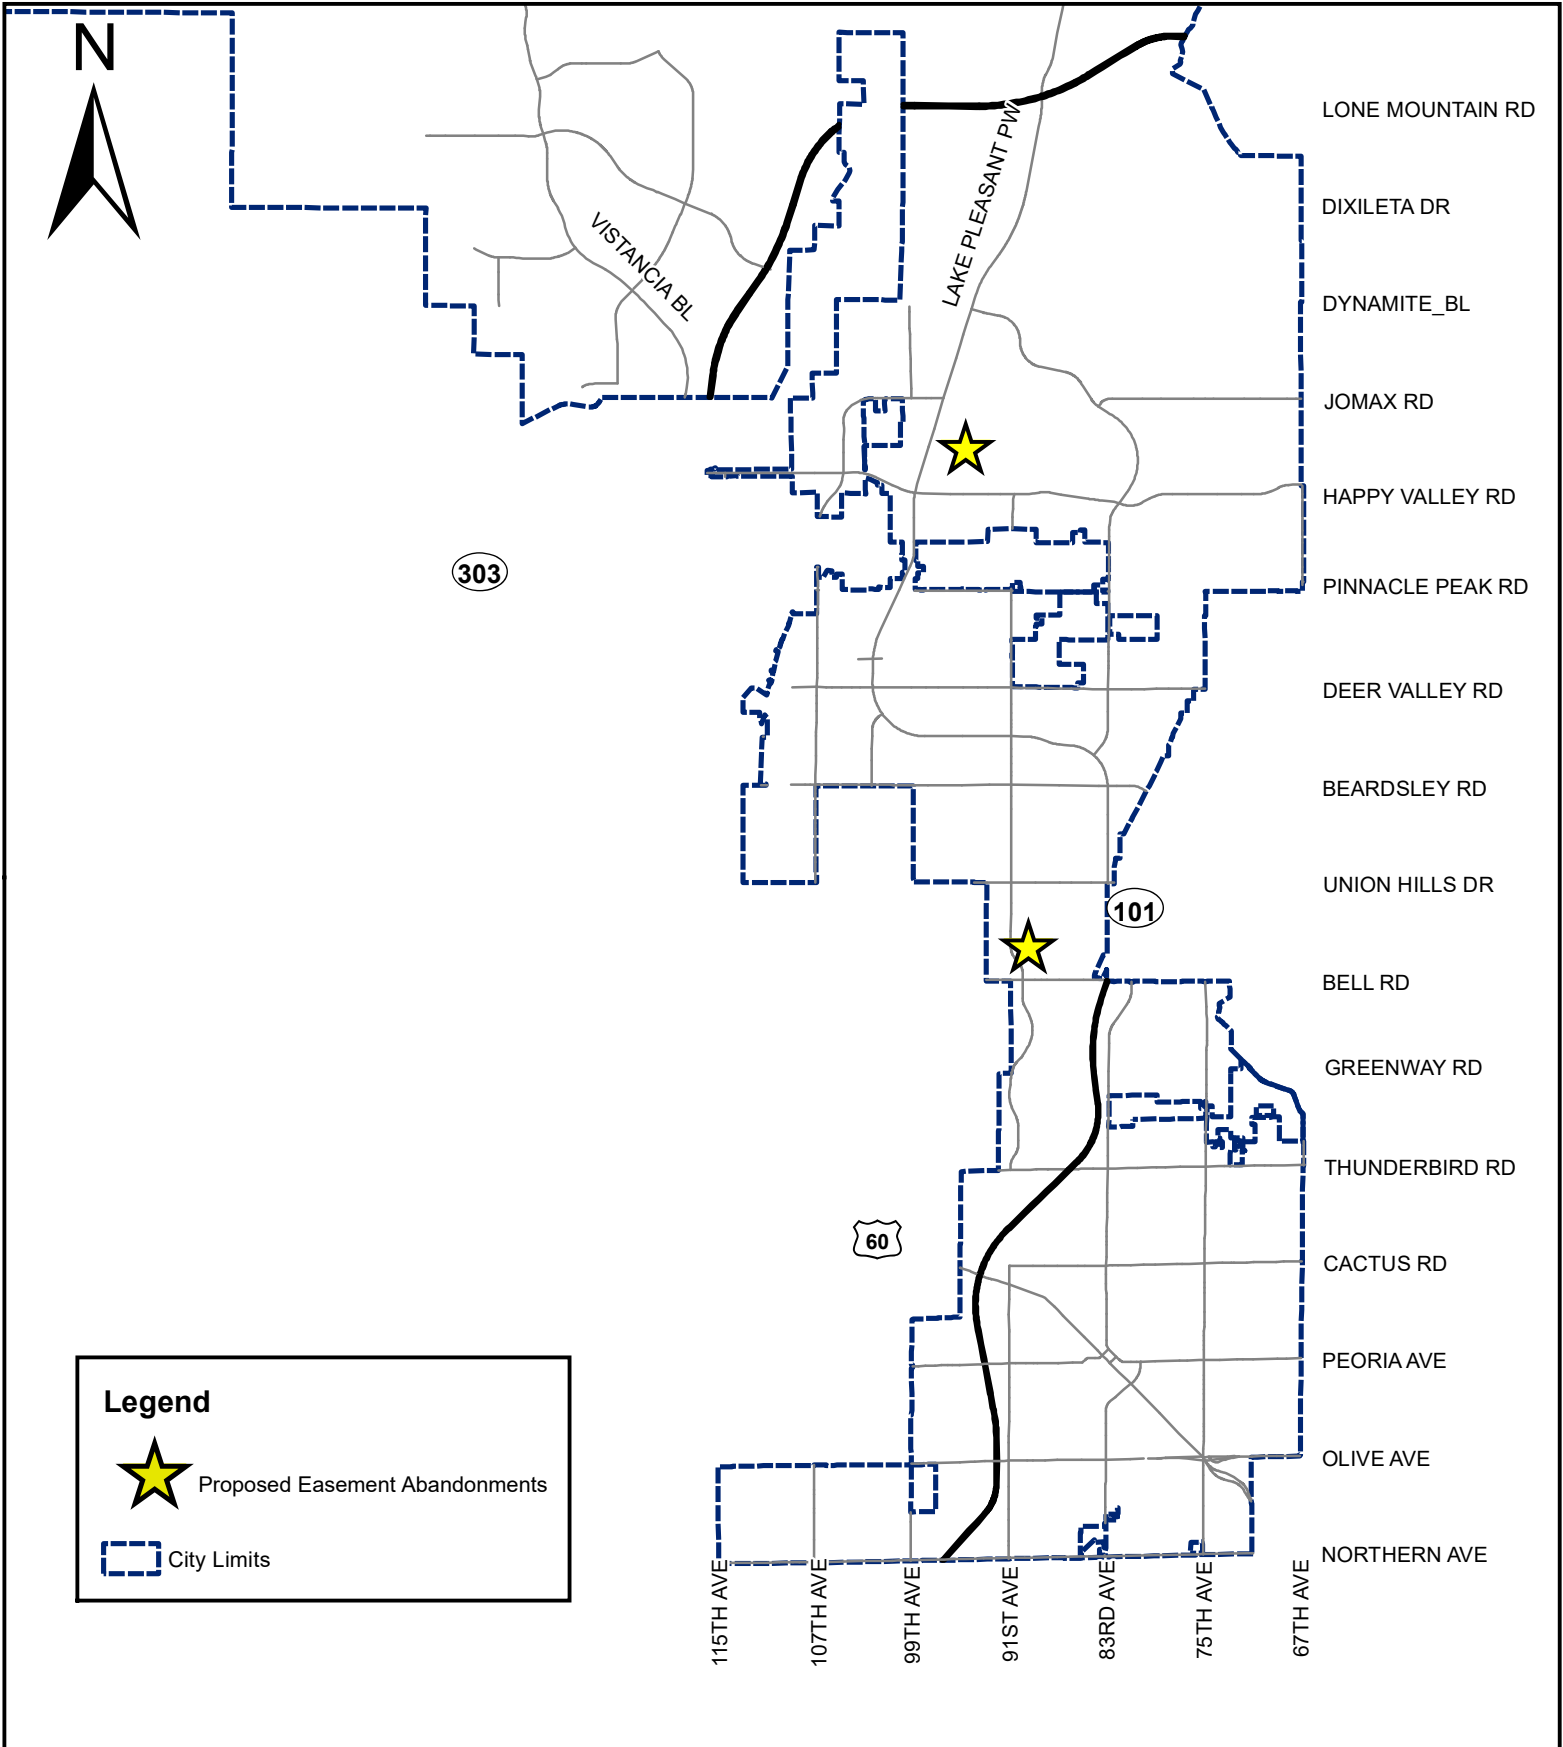 N
LONE MOUNTAIN RD
LAKE PLEASANT PW
DIXILETA DR
VISTANCIA BL
DYNAMITE_BL
JOMAX RD
HAPPY VALLEY RD
303
PINNACLE PEAK RD
DEER VALLEY RD
BEARDSLEY RD
UNION HILLS DR
101
BELL RD
GREENWAY RD
THUNDERBIRD RD
60
CACTUS RD
PEORIA AVE
Legend
OLIVE AVE
Proposed Easement Abandonments
City Limits
NORTHERN AVE
115TH AVE
107TH AVE
99TH AVE
91ST AVE
83RD AVE
75TH AVE
67TH AVE